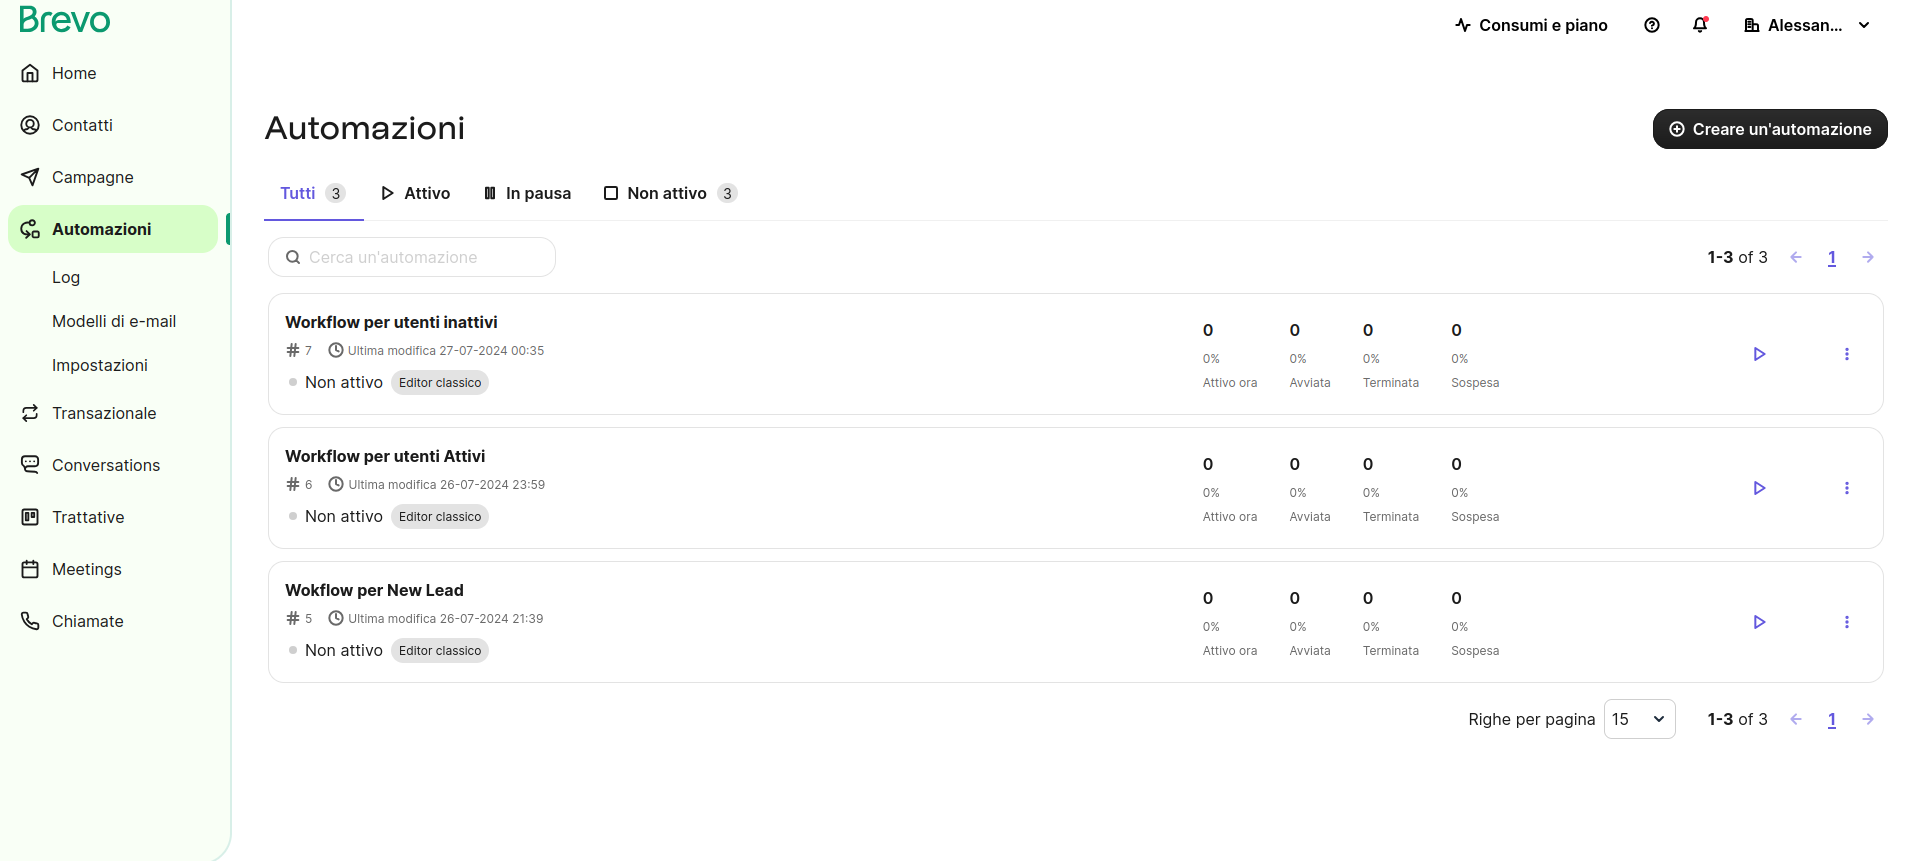 Brevo
Consumi e piano
Alessan...
Home
Contatti
Campagne
Automazioni
Log
Modelli di e-mail
Impostazioni
Transazionale
Conversations
Trattative
Meetings
Chiamate
Automazioni
Creare un'automazione
Tutti 3 Attivo In pausa Non attivo 3
Cerca un'automazione
1-3 of 3 1
Workflow per utenti inattivi
# 7 Ultima modifica 27-07-2024 00:35
Non attivo Editor classico
0 0 0 0
0% 0% 0% 0%
Attivo ora Avviata Terminata Sospesa
Workflow per utenti Attivi
# 6 Ultima modifica 26-07-2024 23:59
Non attivo Editor classico
0 0 0 0
0% 0% 0% 0%
Attivo ora Avviata Terminata Sospesa
Wokflow per New Lead
# 5 Ultima modifica 26-07-2024 21:39
Non attivo Editor classico
0 0 0 0
0% 0% 0% 0%
Attivo ora Avviata Terminata Sospesa
Righe per pagina 15 1-3 of 3 1